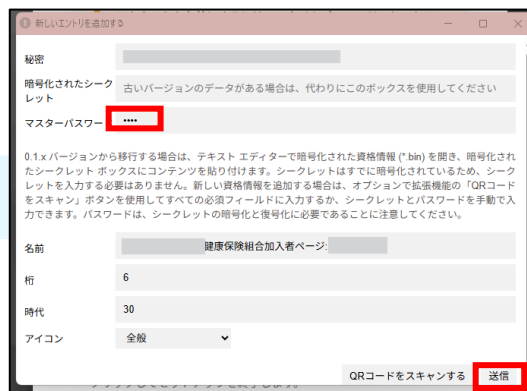 新しいエントリを追加する
秘密
暗号化されたシーク
レット
古いバージョンのデータがある場合は、代わりにこのボックスを使用してください
マスターパスワー
••••
0.1.x バージョンから移行する場合は、テキスト エディターで暗号化された資格情報 (*.bin) を開き、暗号化され
たシークレット ボックスにコンテンツを貼り付けます。シークレットはすでに暗号化されているため、シーク
レットを入力する必要はありません。新しい資格情報を追加する場合は、オプションで拡張機能の「QRコード
をスキャン」ボタンを使用してすべての必須フィールドに入力するか、シークレットとパスワードを手動で入
力できます。パスワードは、シークレットの暗号化と復号化に必要であることに注意してください。
名前
健康保険組合加入者ページ:
桁
6
時代
30
アイコン
全般
QRコードをスキャンする
送信